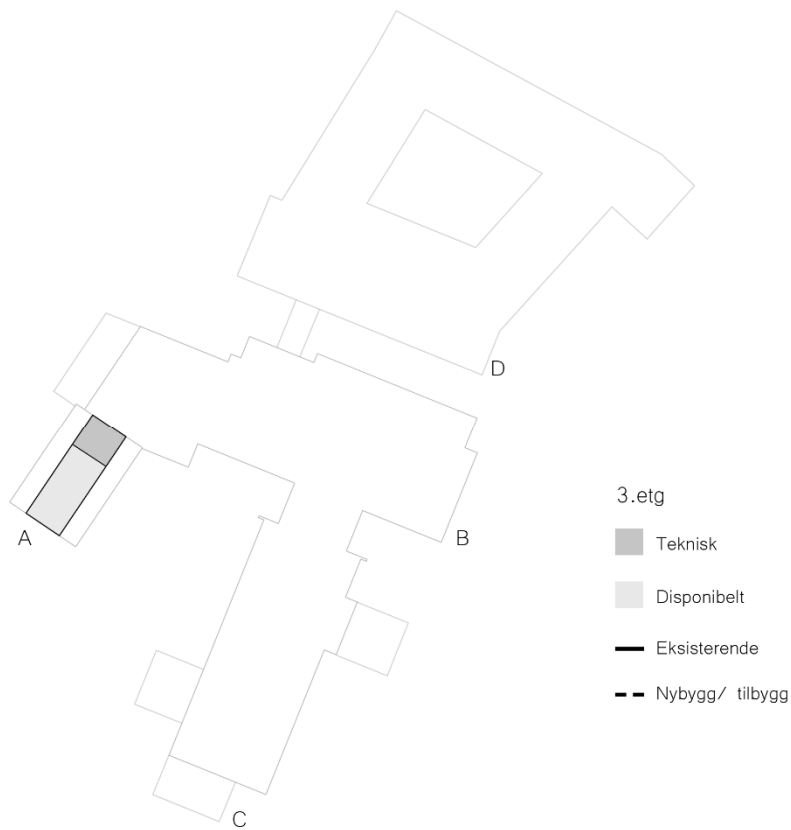 D
B
A
C
3.etg
Teknisk
Disponibelt
Eksisterende
Nybygg/ tilbygg